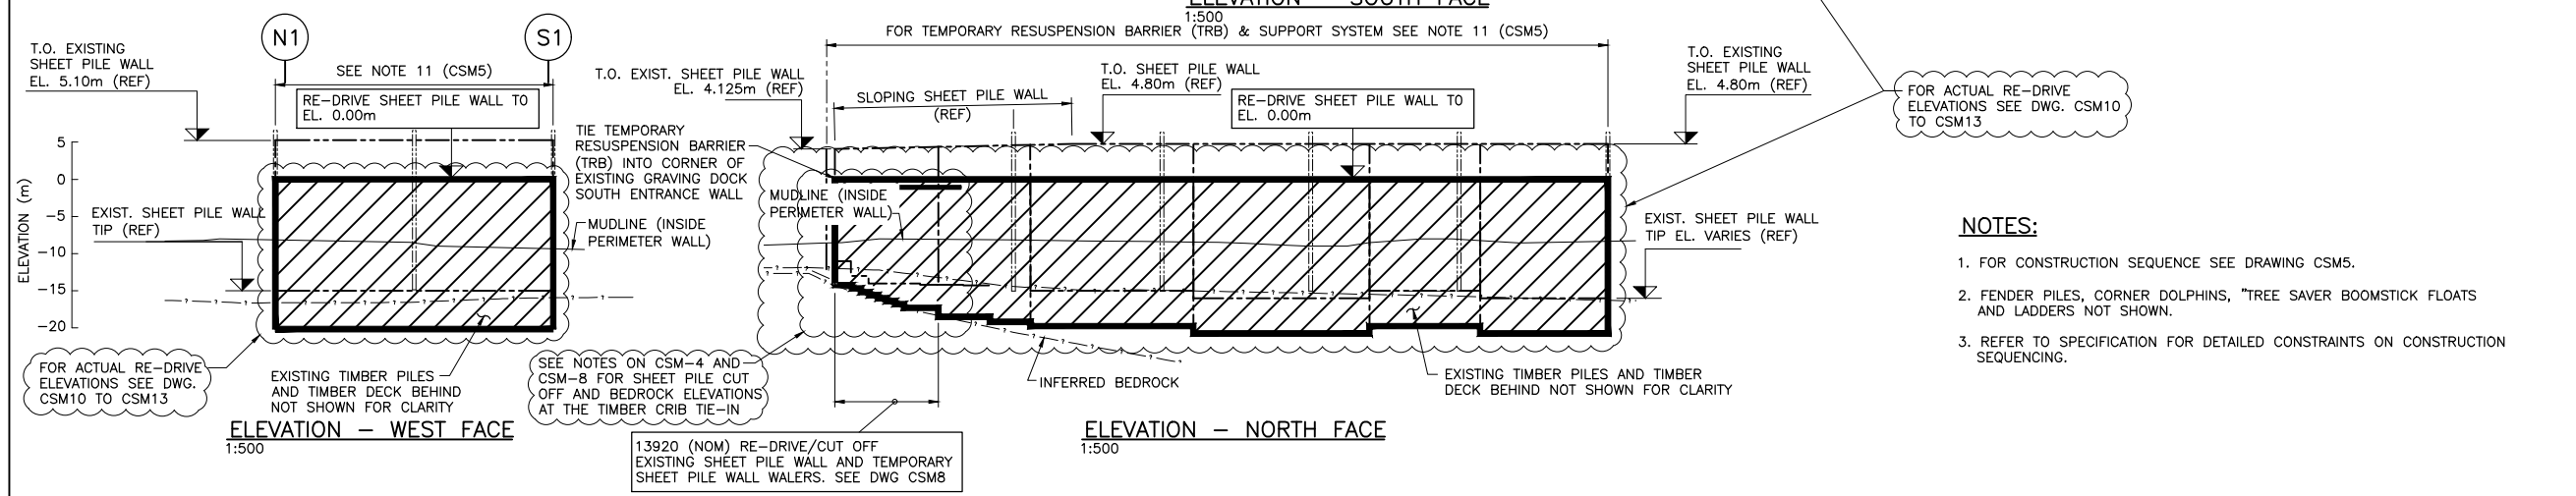 ELEVATION - SOUTH FACE
1:500
FOR TEMPORARY RESUSPENSION BARRIER (TRB) & SUPPORT SYSTEM SEE NOTE 11 (CSM5)
N1
S1
T.O. EXISTING
SHEET PILE WALL
EL. 5.10m (REF)
SEE NOTE 11 (CSM5)
RE-DRIVE SHEET PILE WALL TO
EL. 0.00m
ELEVATION (m)
5
0
-5
-10
-15
-20
EXIST. SHEET PILE WALL
TIP (REF)
MUDLINE (INSIDE
PERIMETER WALL)
FOR ACTUAL RE-DRIVE
ELEVATIONS SEE DWG.
CSM10 TO CSM13
EXISTING TIMBER PILES
AND TIMBER DECK BEHIND
NOT SHOWN FOR CLARITY
ELEVATION - WEST FACE
1:500
T.O. EXIST. SHEET PILE WALL
EL. 4.125m (REF)
SLOPING SHEET PILE WALL
(REF)
T.O. SHEET PILE WALL
EL. 4.80m (REF)
RE-DRIVE SHEET PILE WALL TO
EL. 0.00m
T.O. EXISTING
SHEET PILE WALL
EL. 4.80m (REF)
TIE TEMPORARY
RESUSPENSION BARRIER
(TRB) INTO CORNER OF
EXISTING GRAVING DOCK
SOUTH ENTRANCE WALL
MUDLINE (INSIDE
PERIMETER WALL)
EXIST. SHEET PILE WALL
TIP EL. VARIES (REF)
SEE NOTES ON CSM-4 AND
CSM-8 FOR SHEET PILE CUT
OFF AND BEDROCK ELEVATIONS
AT THE TIMBER CRIB TIE-IN
INFERRED BEDROCK
EXISTING TIMBER PILES AND TIMBER
DECK BEHIND NOT SHOWN FOR CLARITY
13920 (NOM) RE-DRIVE/CUT OFF
EXISTING SHEET PILE WALL AND TEMPORARY
SHEET PILE WALL WALERS. SEE DWG CSM8
ELEVATION - NORTH FACE
1:500
FOR ACTUAL RE-DRIVE
ELEVATIONS SEE DWG. CSM10
TO CSM13
NOTES:
1. FOR CONSTRUCTION SEQUENCE SEE DRAWING CSM5.
2. FENDER PILES, CORNER DOLPHINS, "TREE SAVER BOOMSTICK FLOATS
AND LADDERS NOT SHOWN.
3. REFER TO SPECIFICATION FOR DETAILED CONSTRAINTS ON CONSTRUCTION
SEQUENCING.